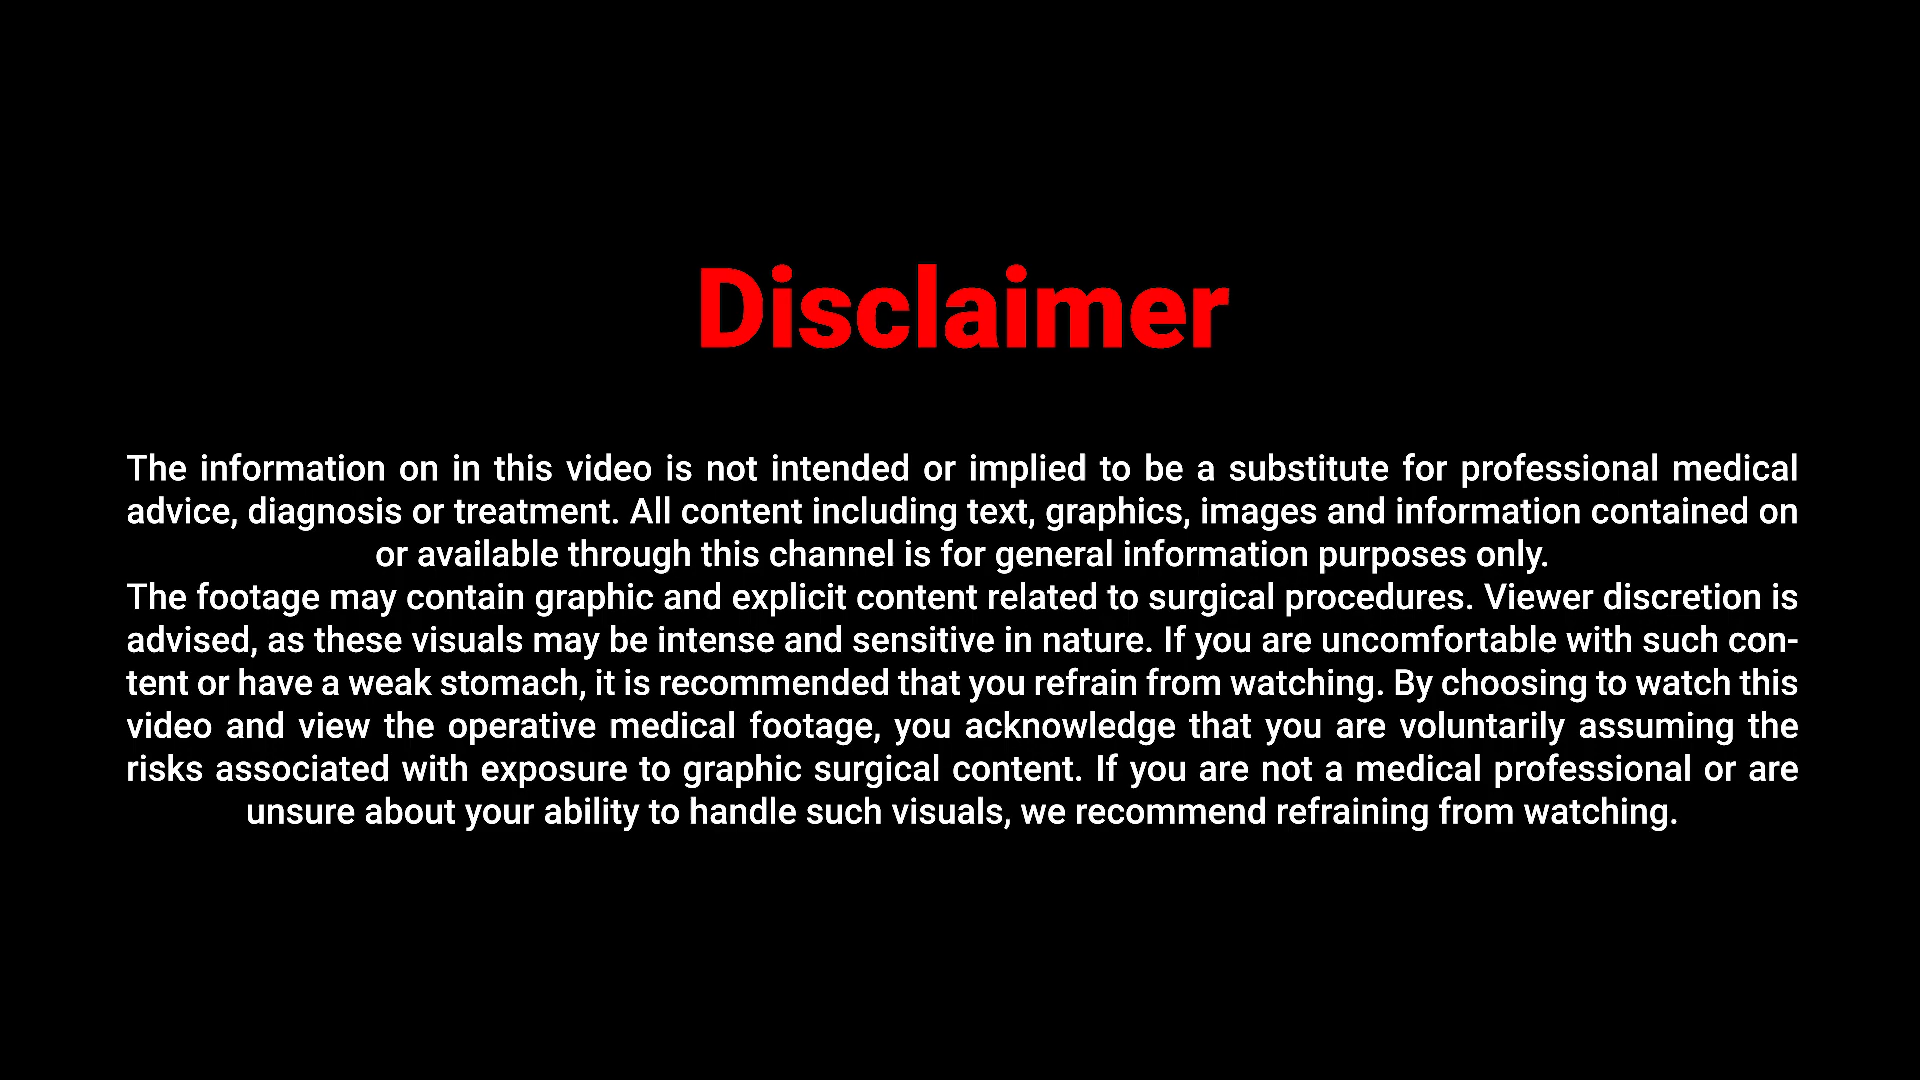 Disclaimer
The information on in this video is not intended or implied to be a substitute for professional medical
advice, diagnosis or treatment. All content including text, graphics, images and information contained on
or available through this channel is for general information purposes only.
The footage may contain graphic and explicit content related to surgical procedures. Viewer discretion is
advised, as these visuals may be intense and sensitive in nature. If you are uncomfortable with such con-
tent or have a weak stomach, it is recommended that you refrain from watching. By choosing to watch this
video and view the operative medical footage, you acknowledge that you are voluntarily assuming the
risks associated with exposure to graphic surgical content. If you are not a medical professional or are
unsure about your ability to handle such visuals, we recommend refraining from watching.